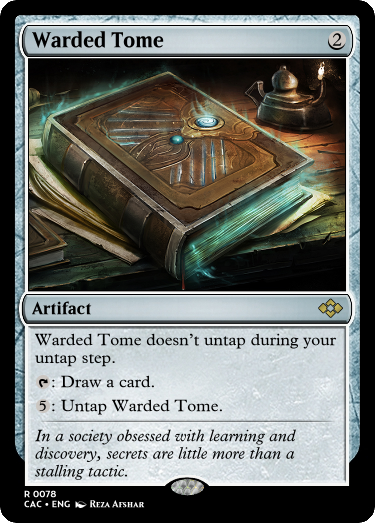 Warded Tome 2
Artifact
Warded Tome doesn't untap during your
untap step.
: Draw a card.
5: Untap Warded Tome.
In a society obsessed with learning and
discovery, secrets are little more than a
stalling tactic.
R 0078
CAC • ENG Reza Afshar